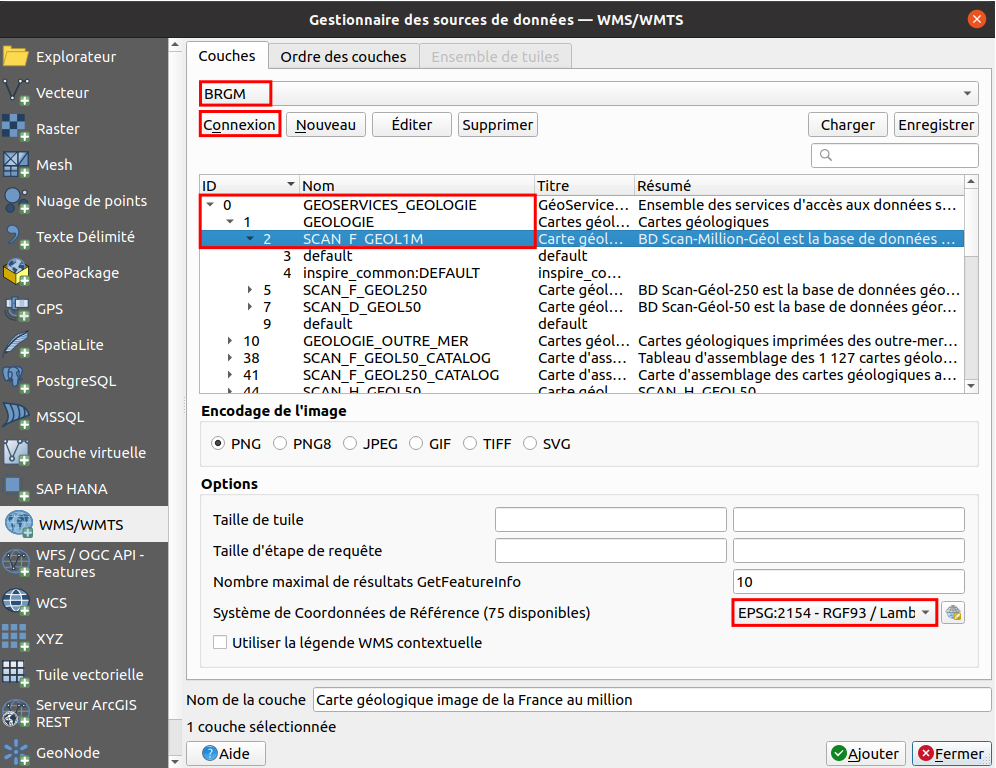 Gestionnaire des sources de données — WMS/WMTS
Explorateur
Vecteur
Raster
Mesh
Nuage de points
Texte Délimité
GeoPackage
GPS
SpatiaLite
PostgreSQL
MSSQL
Couche virtuelle
SAP HANA
WMS/WMTS
WFS / OGC API -
Features
WCS
XYZ
Tuile vectorielle
Serveur ArcGIS
REST
GeoNode
Couches Ordre des couches Ensemble de tuiles
BRGM
Connexion Nouveau Éditer Supprimer Charger Enregistrer
ID Nom Titre Résumé
0 GEOSERVICES_GEOLOGIE GéoService... Ensemble des services d'accès aux données s...
1 GEOLOGIE Cartes géol... Cartes géologiques
2 SCAN_F_GEOL1M Carte géol... BD Scan-Million-Géol est la base de données ...
3 default default
4 inspire_common:DEFAULT inspire_co...
5 SCAN_F_GEOL250 Carte géol... BD Scan-Géol-250 est la base de données géo...
7 SCAN_D_GEOL50 Carte géol... BD Scan-Géol-50 est la base de données géor...
9 default default
10 GEOLOGIE_OUTRE_MER Cartes géol... Cartes géologiques imprimées des outre-mer...
38 SCAN_F_GEOL50_CATALOG Carte d'ass... Tableau d'assemblage des 1 127 cartes géolo...
41 SCAN_F_GEOL250_CATALOG Carte d'ass... Carte d'assemblage des cartes géologiques a...
44 SCAN_H_GEOL50 Carte géol... SCAN_H_GEOL50
Encodage de l'image
PNG PNG8 JPEG GIF TIFF SVG
Options
Taille de tuile
Taille d'étape de requête
Nombre maximal de résultats GetFeatureInfo 10
Système de Coordonnées de Référence (75 disponibles) EPSG:2154 - RGF93 / Lamb
Utiliser la légende WMS contextuelle
Nom de la couche Carte géologique image de la France au million
1 couche sélectionnée
Aide Ajouter Fermer